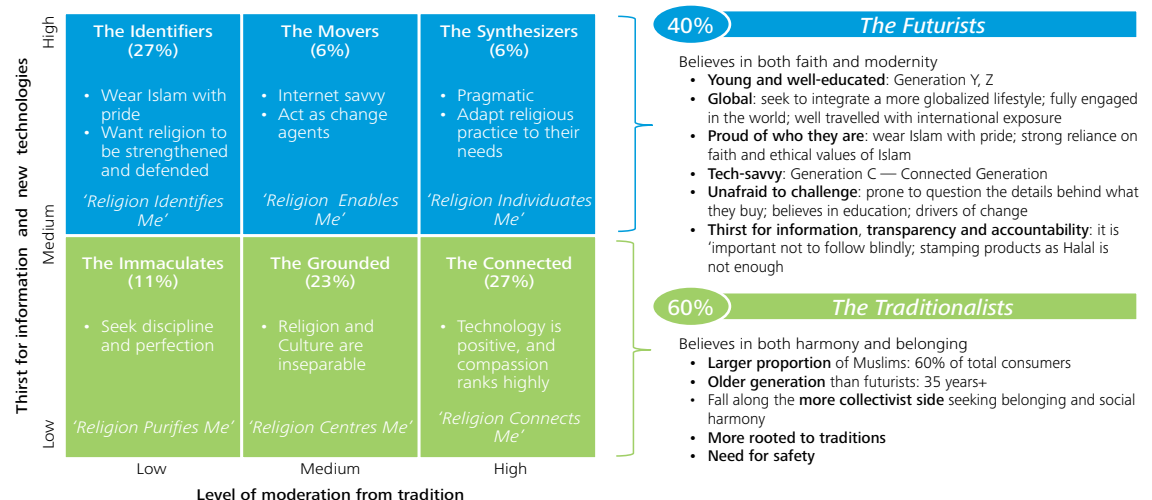 Thirst for information and new technologies
High
Medium
Low
The Identifiers
(27%)
• Wear Islam with
pride
• Want religion to
be strengthened
and defended
‘Religion Identifies
Me’
The Movers
(6%)
• Internet savvy
• Act as change
agents
‘Religion Enables
Me’
The Synthesizers
(6%)
• Pragmatic
• Adapt religious
practice to their
needs
‘Religion Individuates
Me’
The Immaculates
(11%)
• Seek discipline
and perfection
‘Religion Purifies Me’
The Grounded
(23%)
• Religion and
Culture are
inseparable
‘Religion Centres Me’
The Connected
(27%)
• Technology is
positive, and
compassion
ranks highly
‘Religion Connects
Me’
Low
Medium
High
Level of moderation from tradition
40%
The Futurists
Believes in both faith and modernity
• Young and well-educated: Generation Y, Z
• Global: seek to integrate a more globalized lifestyle; fully engaged
in the world; well travelled with international exposure
• Proud of who they are: wear Islam with pride; strong reliance on
faith and ethical values of Islam
• Tech-savvy: Generation C — Connected Generation
• Unafraid to challenge: prone to question the details behind what
they buy; believes in education; drivers of change
• Thirst for information, transparency and accountability: it is
‘important not to follow blindly; stamping products as Halal is
not enough
60%
The Traditionalists
Believes in both harmony and belonging
• Larger proportion of Muslims: 60% of total consumers
• Older generation than futurists: 35 years+
• Fall along the more collectivist side seeking belonging and social
harmony
• More rooted to traditions
• Need for safety